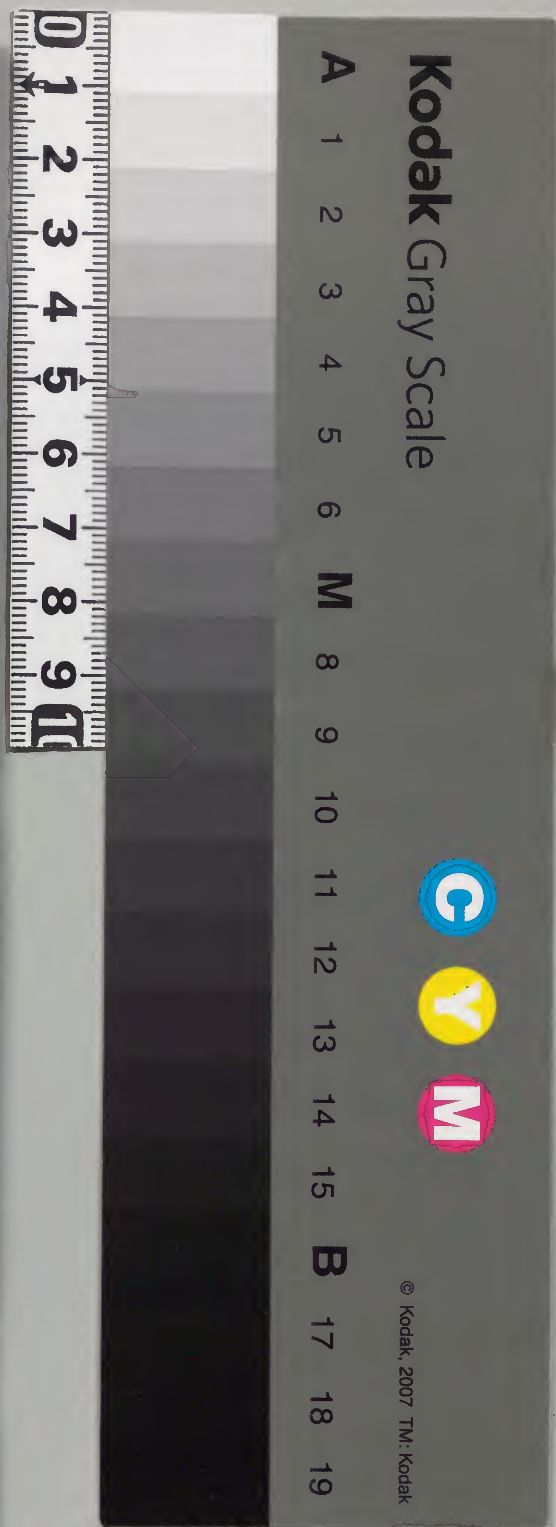 Kodak Gray Scale
C Y M
© Kodak, 2007 TM: Kodak
A 1 2 3 4 5 6 M 8 9 10 11 12 13 14 15 B 17 18 19
0 1 2 3 4 5 6 7 8 9 10